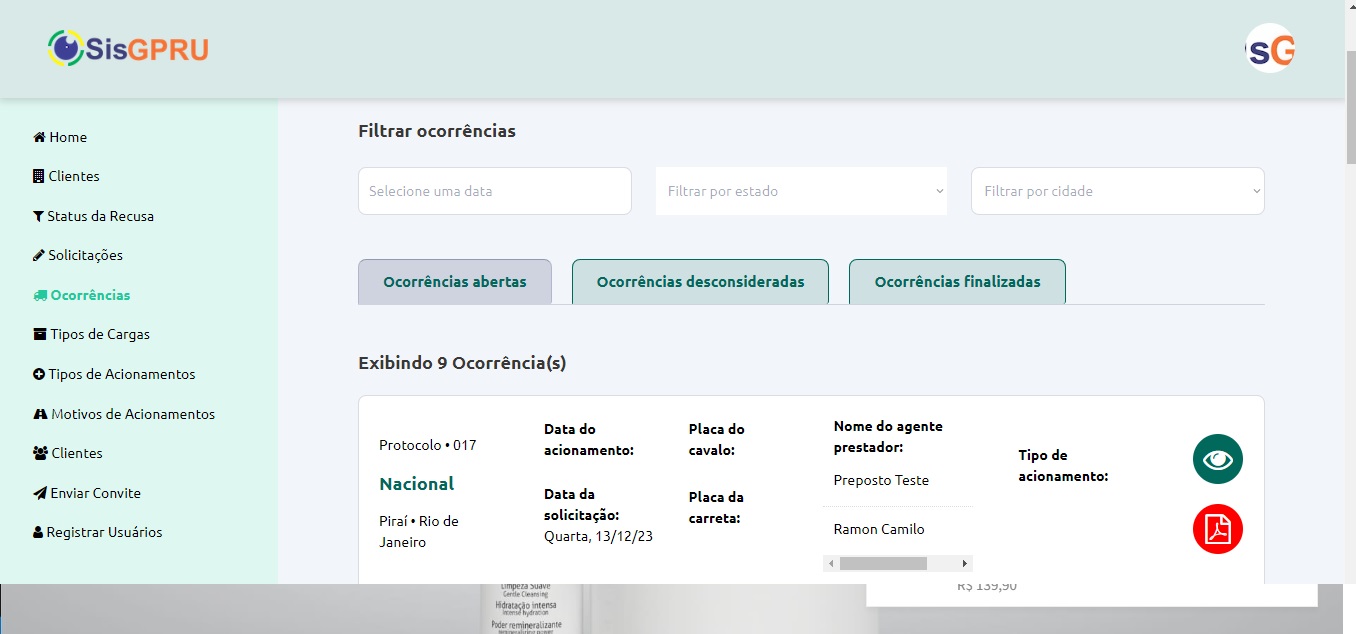 SisGPRU
sG
Home
Clientes
Status da Recusa
Solicitações
Ocorrências
Tipos de Cargas
Tipos de Acionamentos
Motivos de Acionamentos
Clientes
Enviar Convite
Registrar Usuários
Filtrar ocorrências
Selecione uma data
Filtrar por estado
Filtrar por cidade
Ocorrências abertas
Ocorrências desconsideradas
Ocorrências finalizadas
Exibindo 9 Ocorrência(s)
Protocolo • 017
Nacional
Piraí • Rio de
Janeiro
Data do
acionamento:
Data da
solicitação:
Quarta, 13/12/23
Placa do
cavalo:
Placa da
carreta:
Nome do agente
prestador:
Preposto Teste
Ramon Camilo
Tipo de
acionamento:
Limpeza Suave
Gentle Cleansing
Hidratação intensa
Intense hydration
Poder remineralizante
Remineralizing power
R$ 139,90